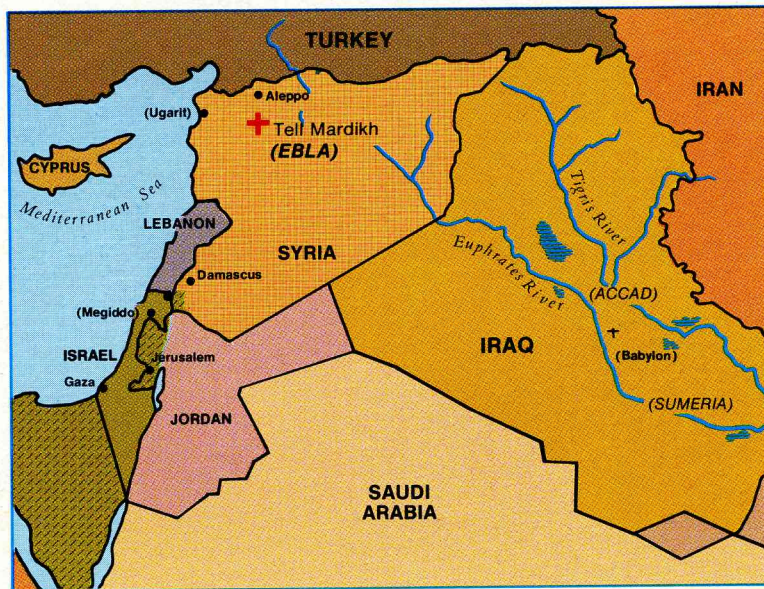 TURKEY
IRAN
Aleppo
(Ugarit)
Tell Mardikh
(EBLA)
CYPRUS
Mediterranean Sea
LEBANON
Tigris River
SYRIA
Euphrates River
Damascus
(ACCAD)
(Megiddo)
IRAQ
(Babylon)
ISRAEL
Jerusalem
Gaza
(SUMERIA)
JORDAN
SAUDI
ARABIA